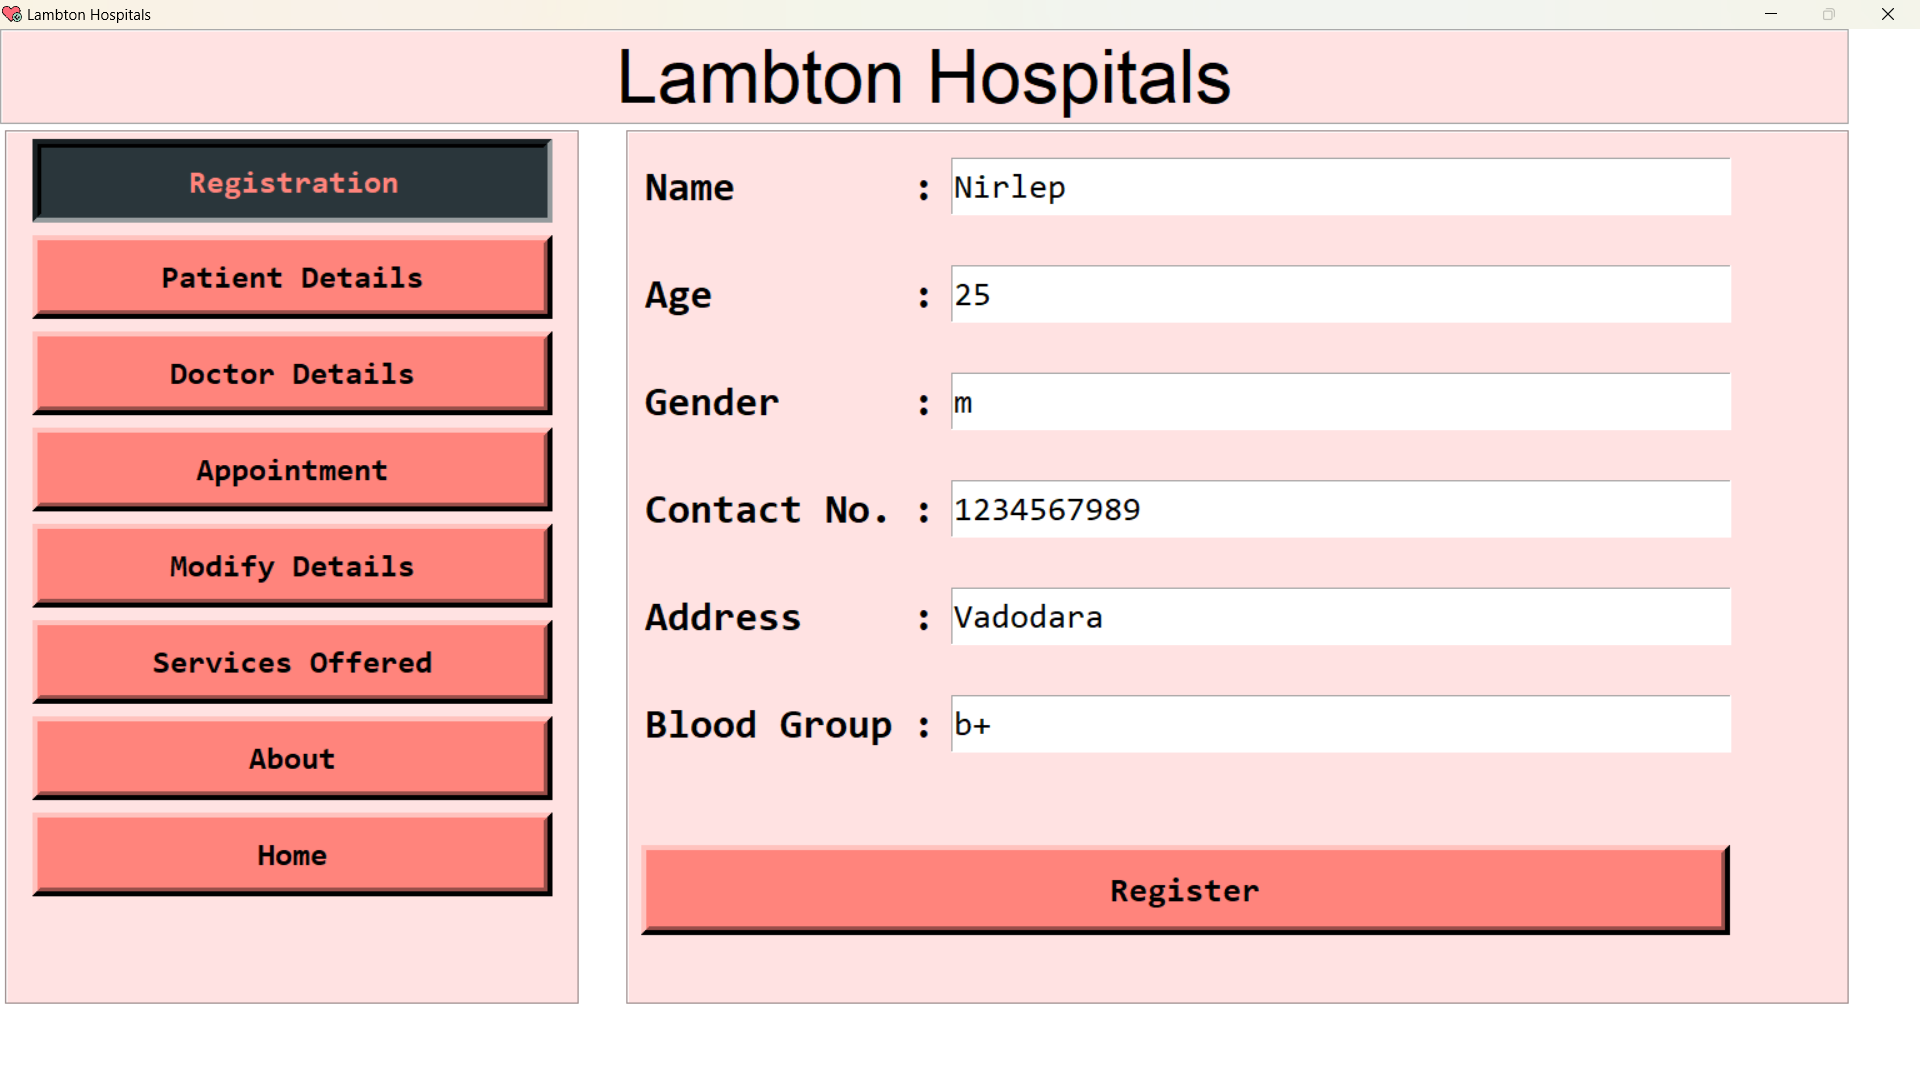 Lambton Hospitals
Lambton Hospitals
Registration
Patient Details
Doctor Details
Appointment
Modify Details
Services Offered
About
Home
Name : Nirlep
Age : 25
Gender : m
Contact No. : 1234567989
Address : Vadodara
Blood Group : b+
Register